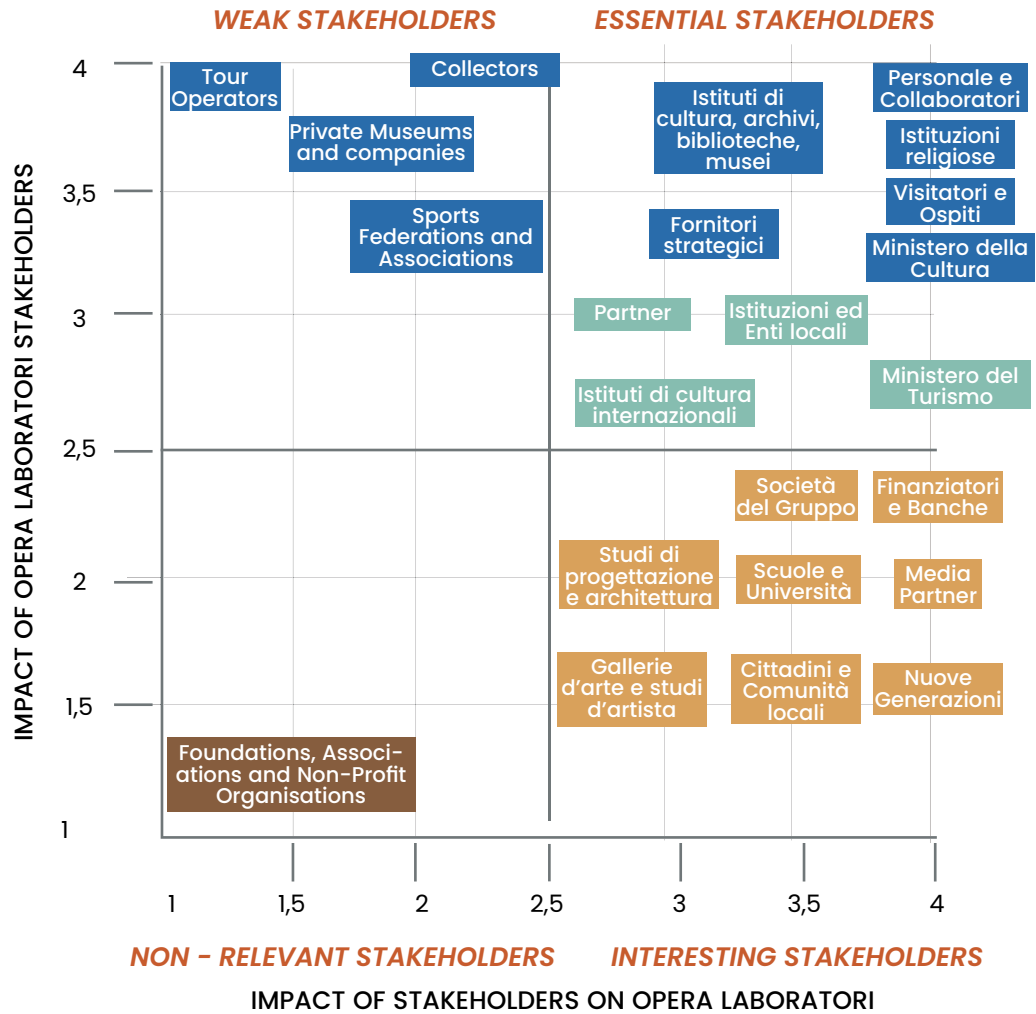 WEAK STAKEHOLDERS
ESSENTIAL STAKEHOLDERS
IMPACT OF OPERA LABORATORI STAKEHOLDERS
4
3,5
3
2,5
2
1,5
1
Tour
Operators
Collectors
Private Museums
and companies
Sports
Federations and
Associations
Istituti di
cultura, archivi,
biblioteche,
musei
Personale e
Collaboratori
Istituzioni
religiose
Visitatori e
Ospiti
Fornitori
strategici
Ministero della
Cultura
Partner
Istituzioni ed
Enti locali
Istituti di cultura
internazionali
Ministero del
Turismo
Società
del Gruppo
Finanziatori
e Banche
Studi di
progettazione
e architettura
Scuole e
Università
Media
Partner
Gallerie
d’arte e studi
d’artista
Cittadini e
Comunità
locali
Nuove
Generazioni
Foundations, Associ-
ations and Non-Profit
Organisations
1
1,5
2
2,5
3
3,5
4
NON - RELEVANT STAKEHOLDERS
INTERESTING STAKEHOLDERS
IMPACT OF STAKEHOLDERS ON OPERA LABORATORI